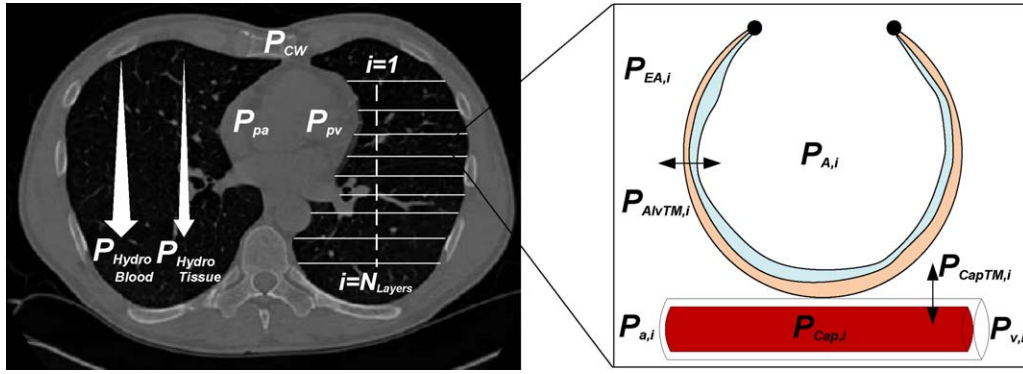 P_CW
i=1
P_pa
P_pv
P_Hydro Blood
P_Hydro Tissue
i=N_Layers
P_EA,i
P_A,i
P_AlvTM,i
P_CapTM,i
P_a,i
P_Cap,i
P_v,i